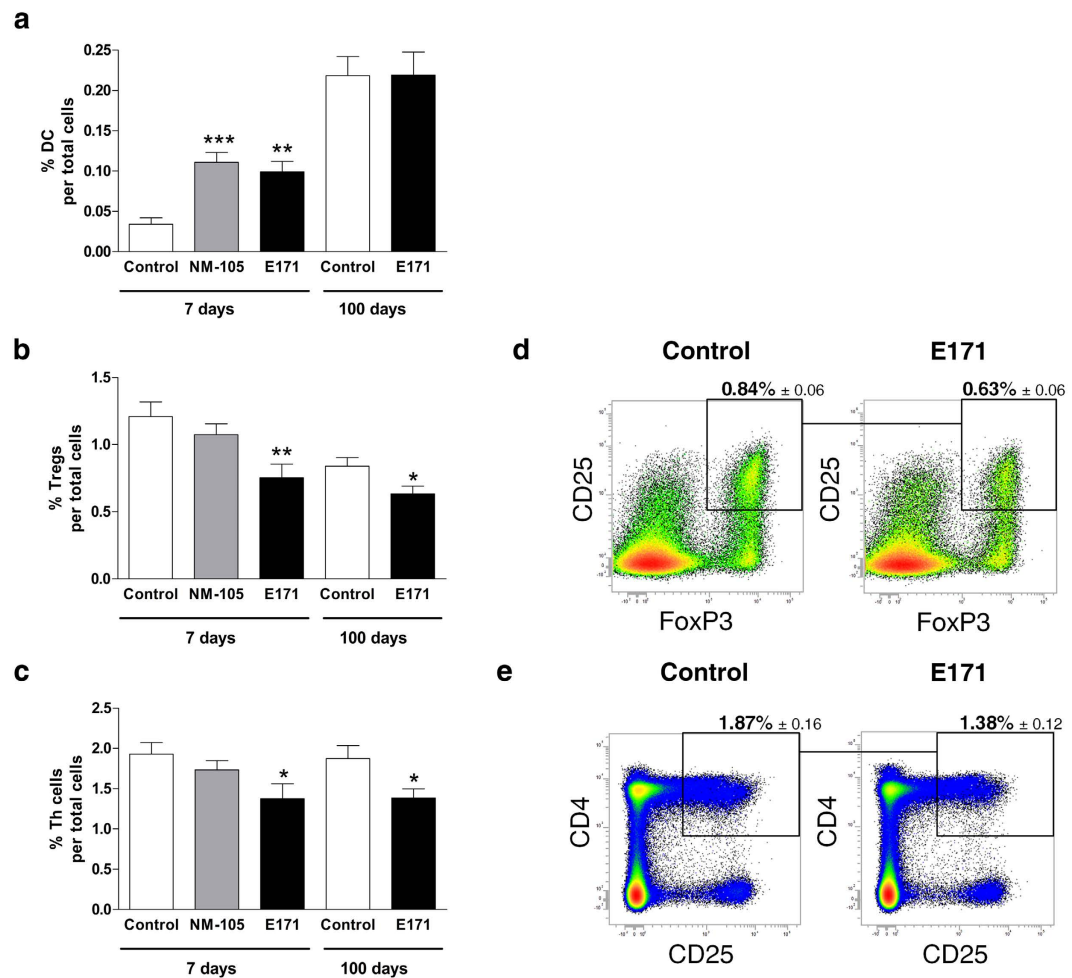 a
0.25
0.20
0.15
0.10
0.05
0.00
% DC
per total cells
***
**
Control NM-105 E171 Control E171
7 days 100 days
b
1.5
1.0
0.5
0.0
% Tregs
per total cells
**
*
Control NM-105 E171 Control E171
7 days 100 days
c
2.5
2.0
1.5
1.0
0.5
0.0
% Th cells
per total cells
*
*
Control NM-105 E171 Control E171
7 days 100 days
d
Control E171
0.84% ± 0.06 0.63% ± 0.06
CD25 CD25
FoxP3 FoxP3
e
Control E171
1.87% ± 0.16 1.38% ± 0.12
CD4 CD4
CD25 CD25